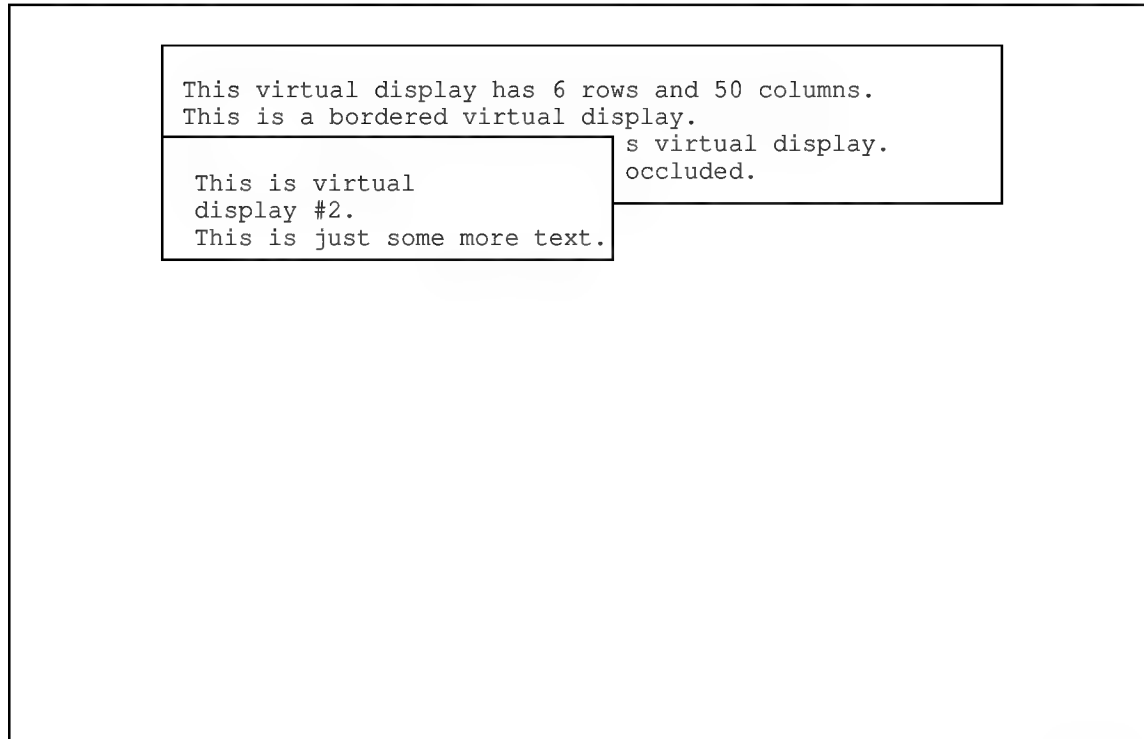 This virtual display has 6 rows and 50 columns.
This is a bordered virtual display.
s virtual display.
occluded.
This is virtual
display #2.
This is just some more text.